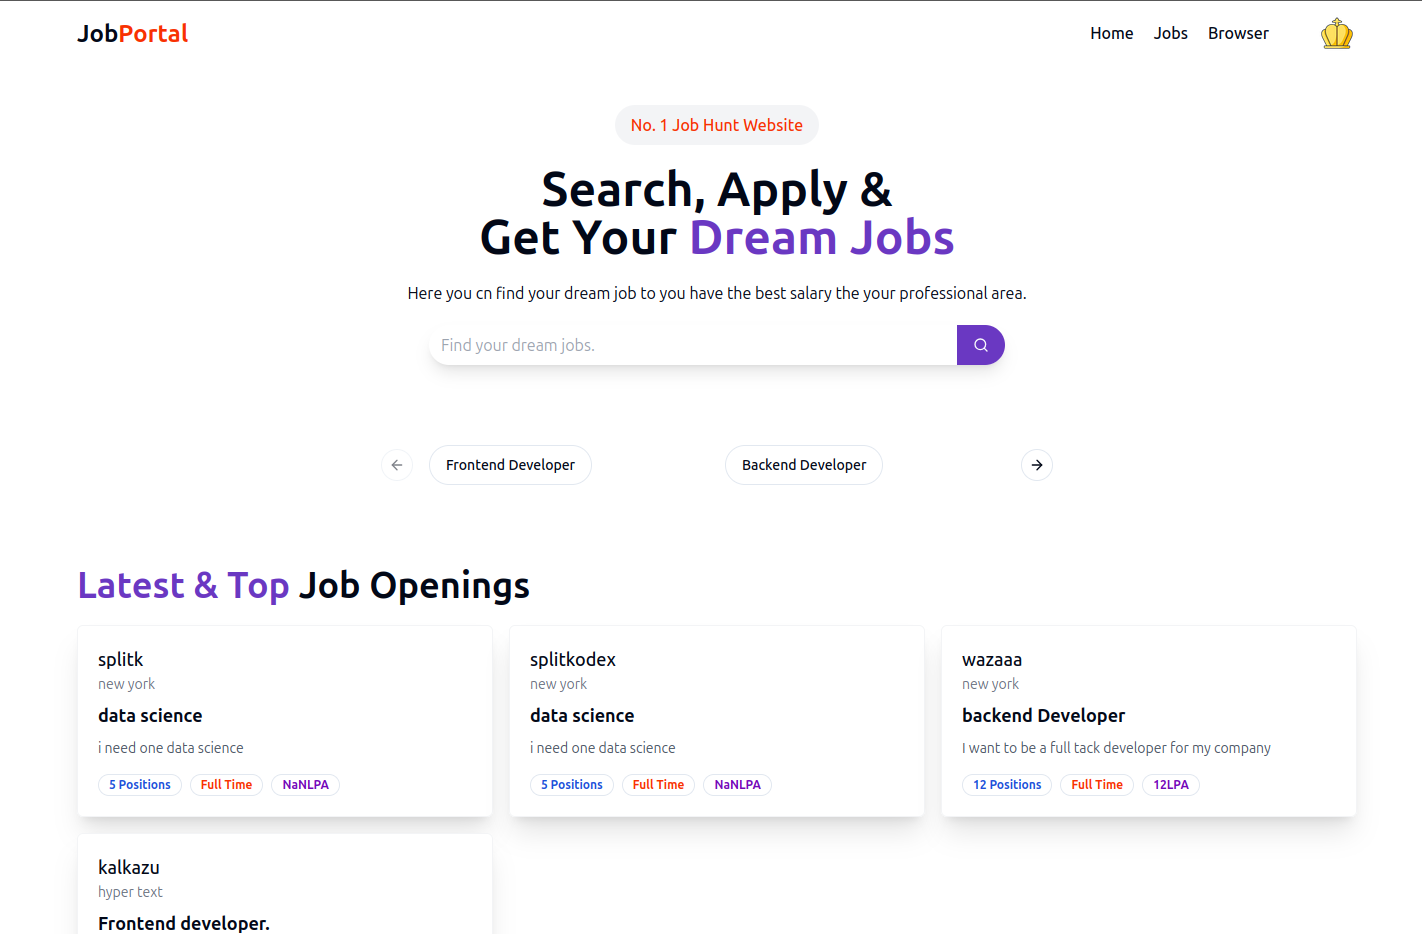 JobPortal
Home Jobs Browser
No. 1 Job Hunt Website
Search, Apply &
Get Your Dream Jobs
Here you cn find your dream job to you have the best salary the your professional area.
Find your dream jobs.
Frontend Developer
Backend Developer
Latest & Top Job Openings
splitk
new york
data science
i need one data science
5 Positions Full Time NaNLPA
splitkodex
new york
data science
i need one data science
5 Positions Full Time NaNLPA
wazaaa
new york
backend Developer
I want to be a full tack developer for my company
12 Positions Full Time 12LPA
kalkazu
hyper text
Frontend developer.